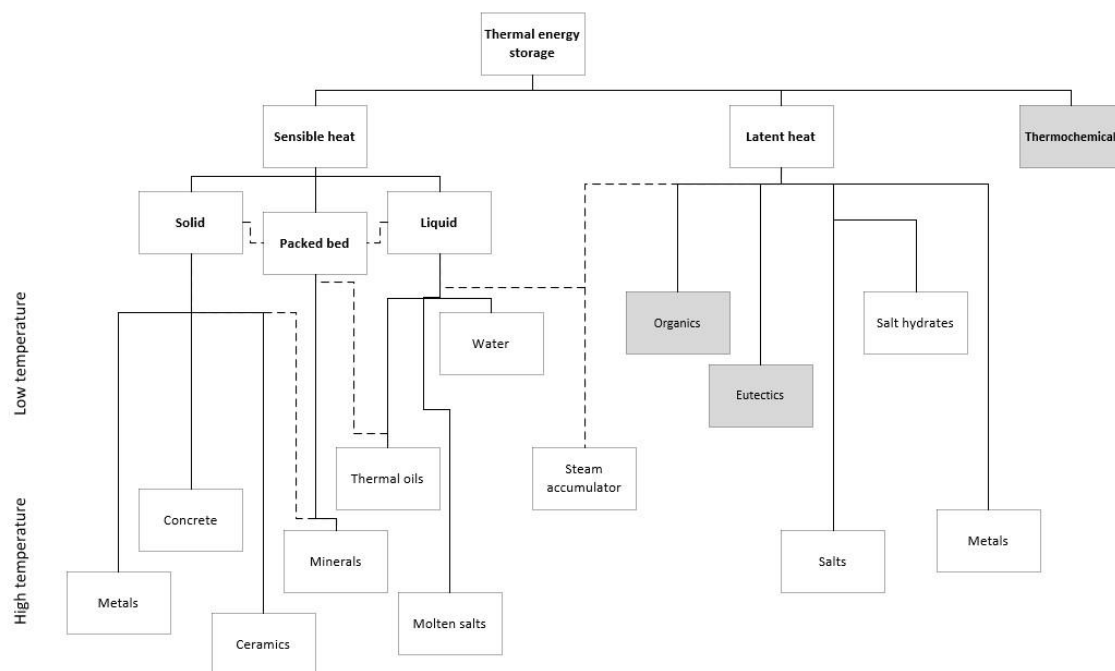 Thermal energy
storage
Sensible heat
Latent heat
Thermochemical
Solid
Packed bed
Liquid
Low temperature
Organics
Salt hydrates
Water
Eutectics
Thermal oils
Steam
accumulator
High temperature
Concrete
Minerals
Salts
Metals
Metals
Molten salts
Ceramics